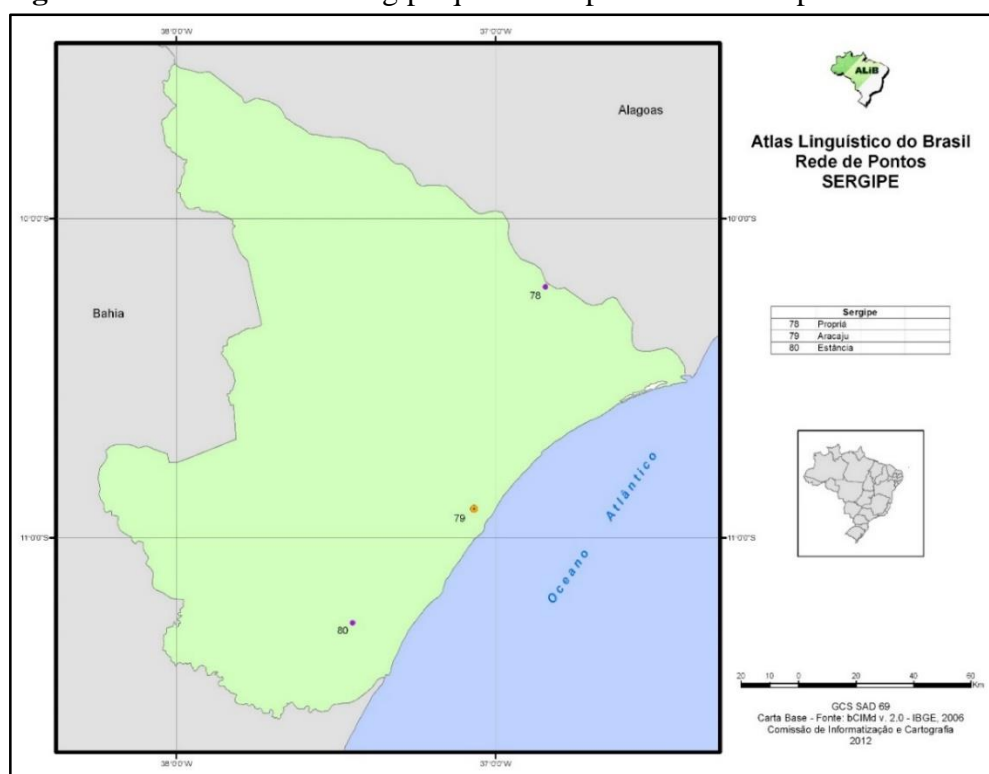 38°0'0"W
37°0'0"W
Alagoas
10°0'0"S
10°0'0"S
78
Bahia
79
11°0'0"S
11°0'0"S
Oceano Atlântico
80
38°0'0"W
37°0'0"W
ALiB
Atlas Linguístico do Brasil
Rede de Pontos
SERGIPE
Sergipe
78 Propriá
79 Aracaju
80 Estância
20 10 0 20 40 60
Km
GCS SAD 69
Carta Base - Fonte: bCIMd v. 2.0 - IBGE, 2006
Comissão de Informatização e Cartografia
2012